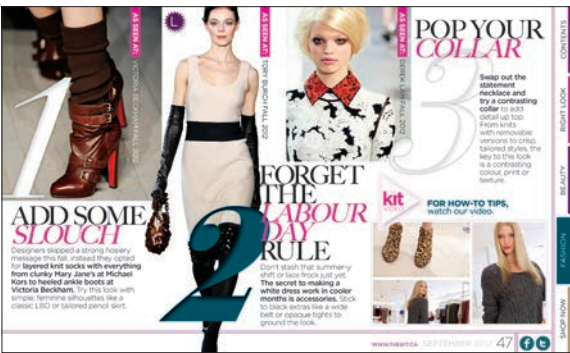 AS SEEN AT:
VICTORIA BECKHAM FALL 2012
L
AS SEEN AT:
TORY BURCH FALL 2012
AS SEEN AT:
DEREK LAM FALL 2012
1
ADD SOME
SLOUCH
Designers skipped a strong hosiery
message this fall, instead they opted
for layered knit socks with everything
from clunky Mary Jane's at Michael
Kors to heeled ankle boots at
Victoria Beckham. Try this look with
simple, feminine silhouettes like a
classic LBD or tailored pencil skirt.
2
FORGET
THE
LABOUR
DAY
RULE
Don't stash that summer-y
shift or lace frock just yet.
The secret to making a
white dress work in cooler
months is accessories. Stick
to black extras like a wide
belt or opaque tights to
ground the look.
POP YOUR
COLLAR
3
Swap out the
statement
necklace and
try a contrasting
collar to add
detail up top.
From knits
with removable
versions to crisp,
tailored styles, the
key to this look
is a contrasting
colour, print or
texture.
kit
VIDEO
FOR HOW-TO TIPS,
watch our video.
CONTENTS
RIGHT LOOK
BEAUTY
FASHION
SHOP NOW
WWW.THEKIT.CA SEPTEMBER 2012 47 f t